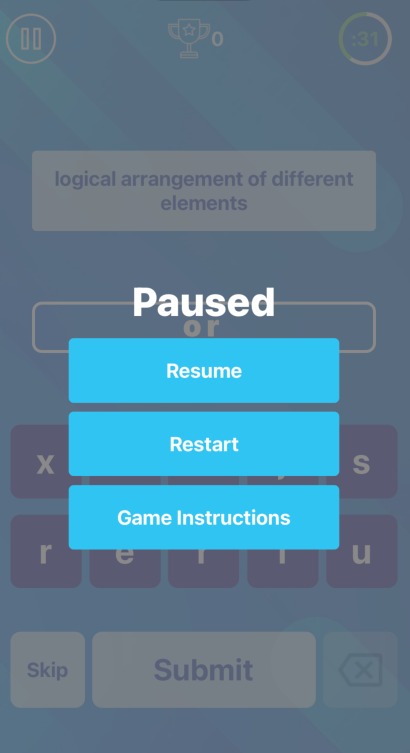 0
:31
logical arrangement of different
elements
Paused
or
Resume
Restart
x
s
Game Instructions
r
e
u
Skip
Submit